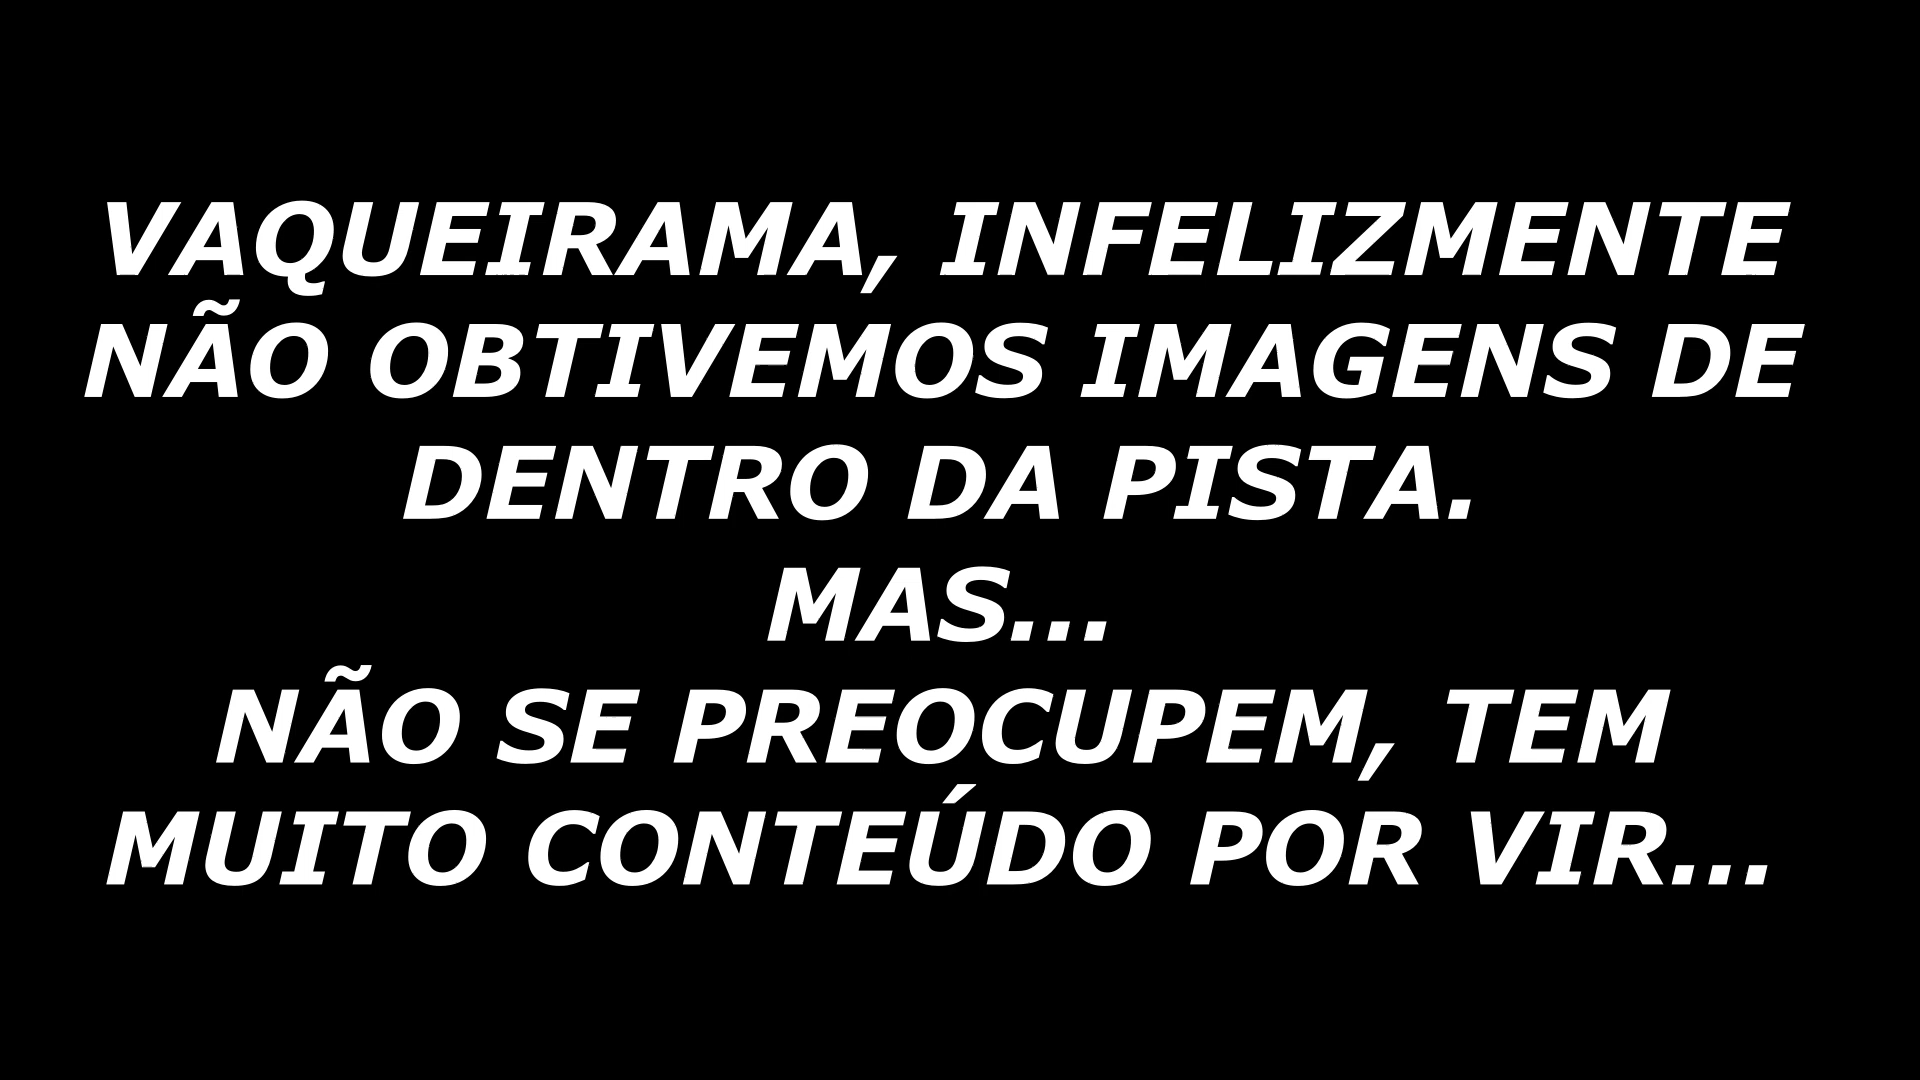 VAQUEIRAMA, INFELIZMENTE
NÃO OBTIVEMOS IMAGENS DE
DENTRO DA PISTA.
MAS...
NÃO SE PREOCUPEM, TEM
MUITO CONTEÚDO POR VIR...